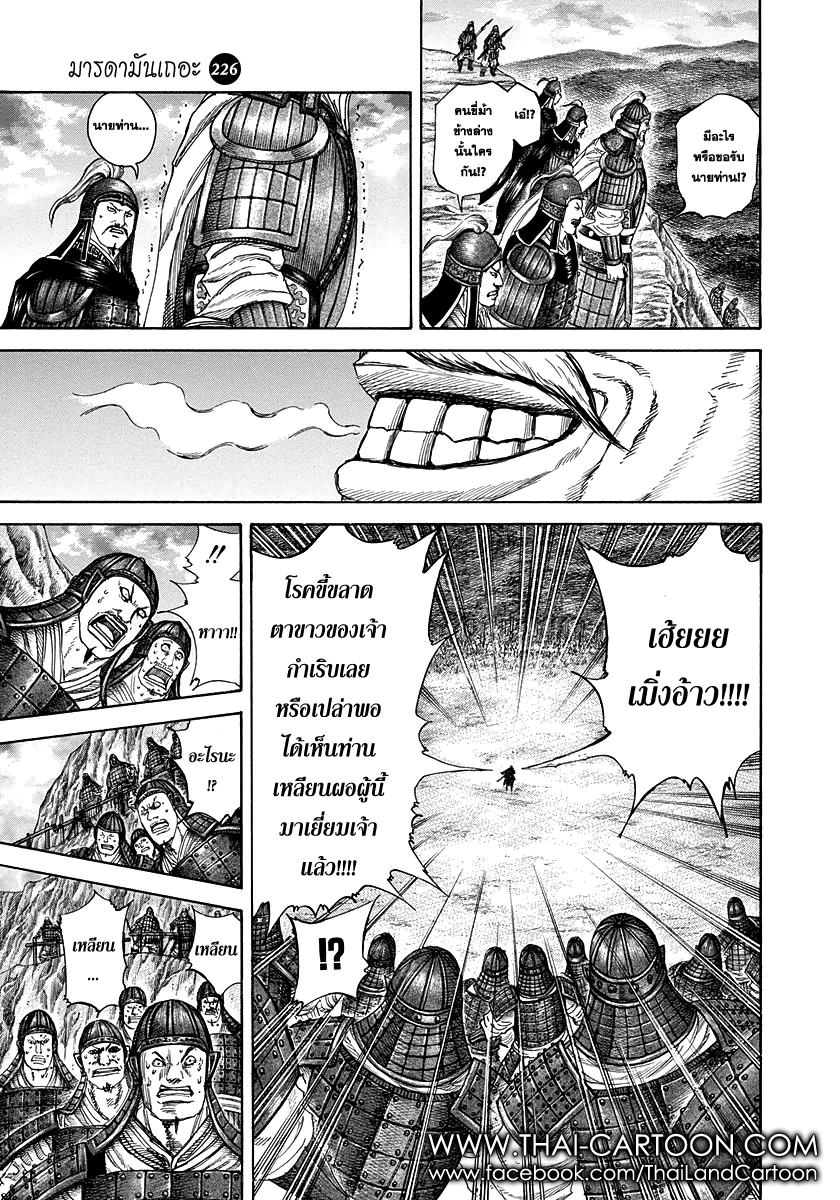 มารดามันเถอะ 226
มีอะไร
หรือขอรับ
นายท่าน!?
เอ๋!?
คนขี่ม้า
ข้างล่าง
นั่นใคร
กัน!?
นายท่าน...
เฮ้ยยย
เมิ่งอ้าว!!!!
โรคขี้ขลาด
ตาขาวของเจ้า
กำเริบเลย
หรือเปล่าพอ
ได้เห็นท่าน
เหลียนผอผู้นี้
มาเยี่ยมเจ้า
แล้ว!!!!
!?
!!
หาาา!!
อะไรนะ
!?
เหลียน
เหลียน
...
WWW.THAI-CARTOON.COM
www.facebook.com/ThaiLandCartoon